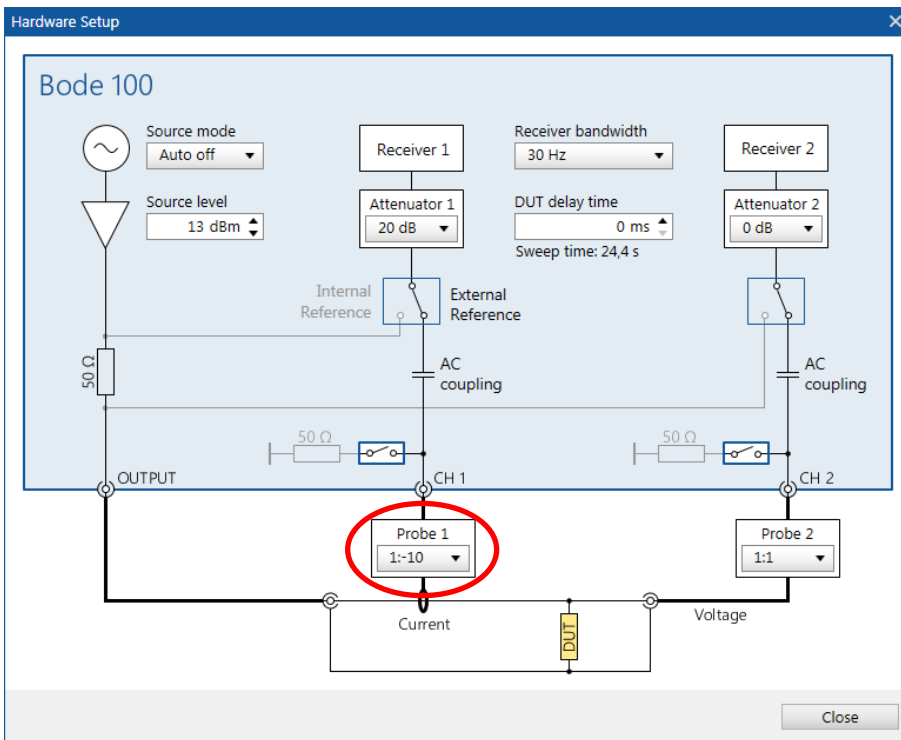 Hardware Setup
Bode 100
Source mode
Auto off
Receiver 1
Receiver bandwidth
30 Hz
Receiver 2
Source level
13 dBm
Attenuator 1
20 dB
DUT delay time
0 ms
Sweep time: 24,4 s
Attenuator 2
0 dB
Internal
Reference
External
Reference
50 Ω
AC
coupling
AC
coupling
50 Ω
50 Ω
OUTPUT
CH 1
CH 2
Probe 1
1:-10
Probe 2
1:1
Current
DUT
Voltage
Close